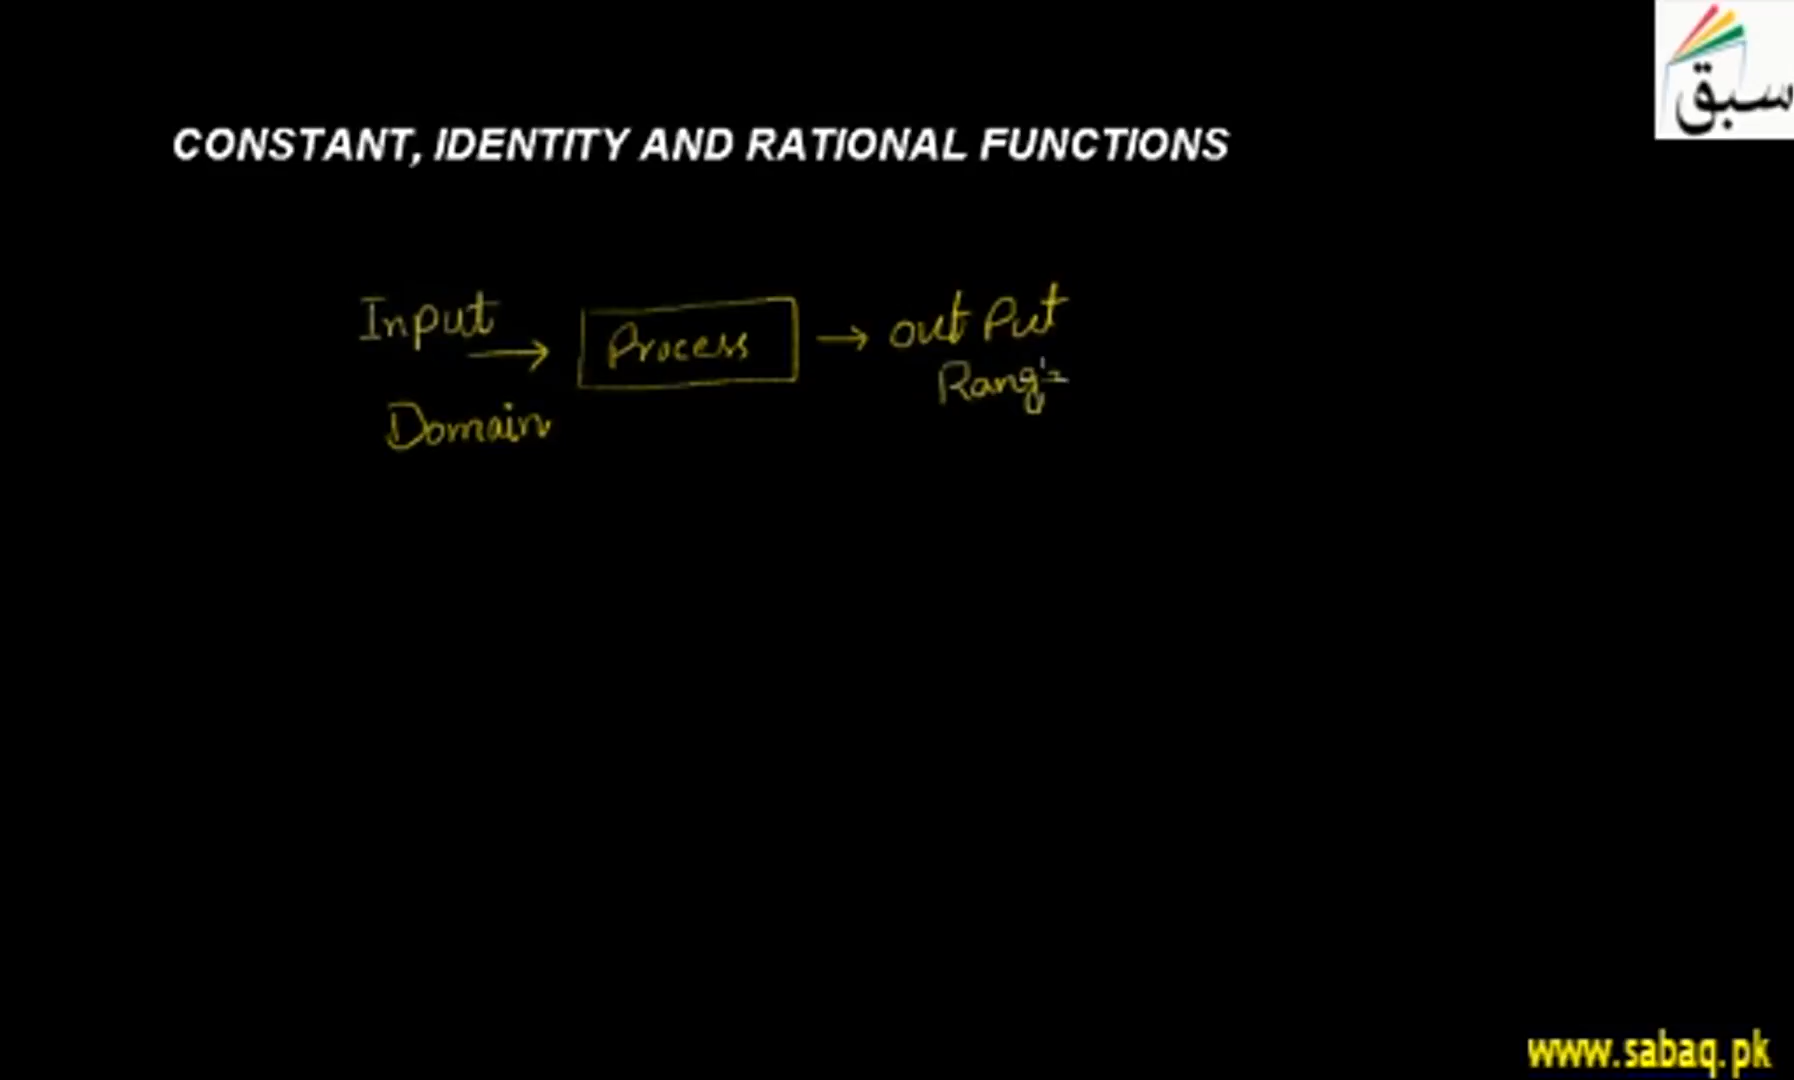 سبق
CONSTANT, IDENTITY AND RATIONAL FUNCTIONS
Input → Process → out Put
Domain
Rang
www.sabaq.pk